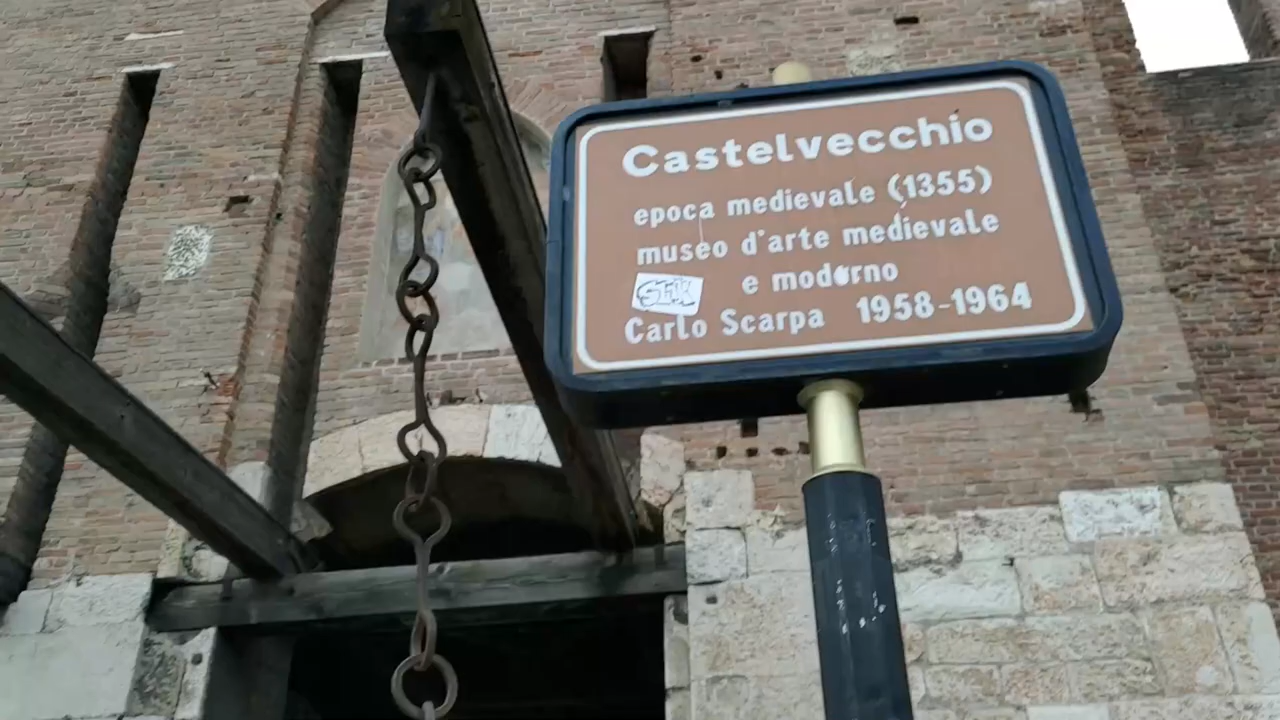 Castelvecchio
epoca medievale (1355)
museo d'arte medievale
e moderno
Carlo Scarpa 1958-1964